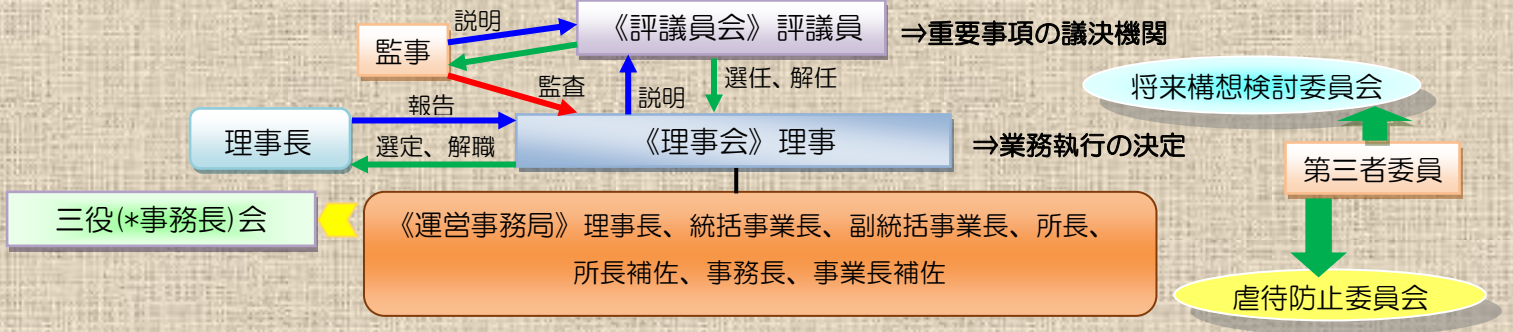 説明
《評議員会》評議員
⇒重要事項の議決機関
監事
監査
説明
選任、解任
将来構想検討委員会
報告
理事長
選定、解職
《理事会》理事
⇒業務執行の決定
第三者委員
三役(*事務長)会
《運営事務局》理事長、統括事業長、副統括事業長、所長、
所長補佐、事務長、事業長補佐
虐待防止委員会